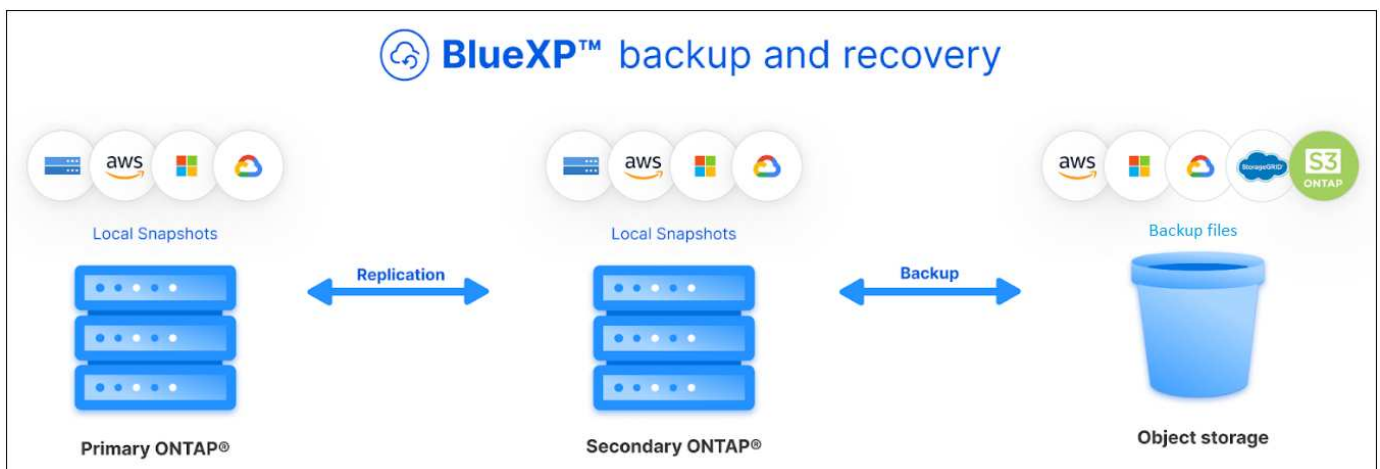 BlueXP™ backup and recovery
aws
aws
aws
StorageGRID
S3
ONTAP
Local Snapshots
Local Snapshots
Backup files
Replication
Backup
Primary ONTAP®
Secondary ONTAP®
Object storage